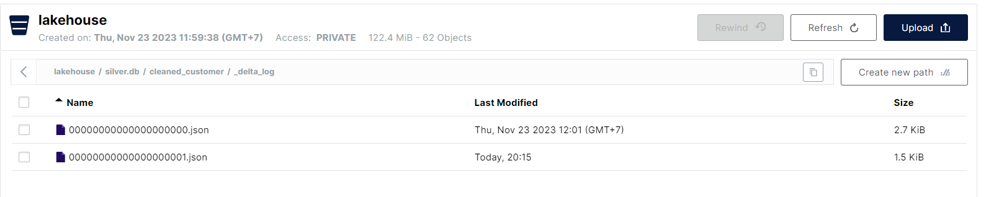 lakehouse
Created on: Thu, Nov 23 2023 11:59:38 (GMT+7) Access: PRIVATE 122.4 MiB - 62 Objects
Rewind Refresh Upload
lakehouse / silver.db / cleaned_customer / _delta_log
Create new path
Name Last Modified Size
00000000000000000000.json Thu, Nov 23 2023 12:01 (GMT+7) 2.7 KiB
00000000000000000001.json Today, 20:15 1.5 KiB